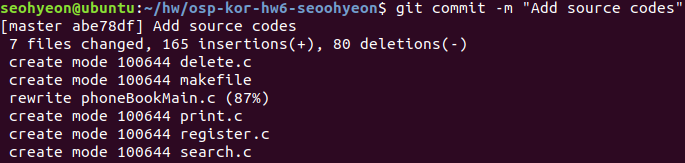 seohyeon@ubuntu:~/hw/osp-kor-hw6-seoohyeon$ git commit -m "Add source codes"
[master abe78df] Add source codes
 7 files changed, 165 insertions(+), 80 deletions(-)
 create mode 100644 delete.c
 create mode 100644 makefile
 rewrite phoneBookMain.c (87%)
 create mode 100644 print.c
 create mode 100644 register.c
 create mode 100644 search.c